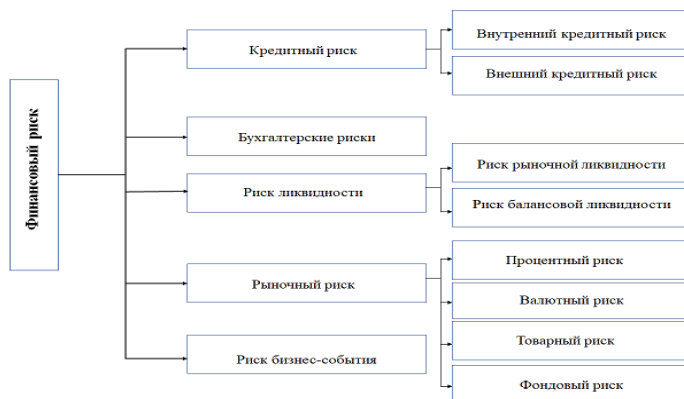 Финансовый риск
Кредитный риск
Внутренний кредитный риск
Внешний кредитный риск
Бухгалтерские риски
Риск ликвидности
Риск рыночной ликвидности
Риск балансовой ликвидности
Рыночный риск
Процентный риск
Валютный риск
Товарный риск
Фондовый риск
Риск бизнес-события